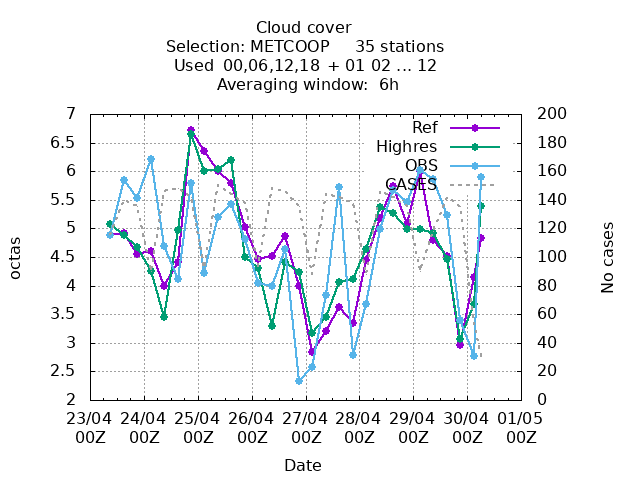 Cloud cover
Selection: METCOOP 35 stations
Used 00,06,12,18 + 01 02 ... 12
Averaging window: 6h
7 200
6.5 180
6 160
5.5 140
5 120
4.5 100
4 80
3.5 60
3 40
2.5 20
2 0
Ref
Highres
OBS
CASES
octas
No cases
23/04 24/04 25/04 26/04 27/04 28/04 29/04 30/04 01/05
00Z 00Z 00Z 00Z 00Z 00Z 00Z 00Z 00Z
Date